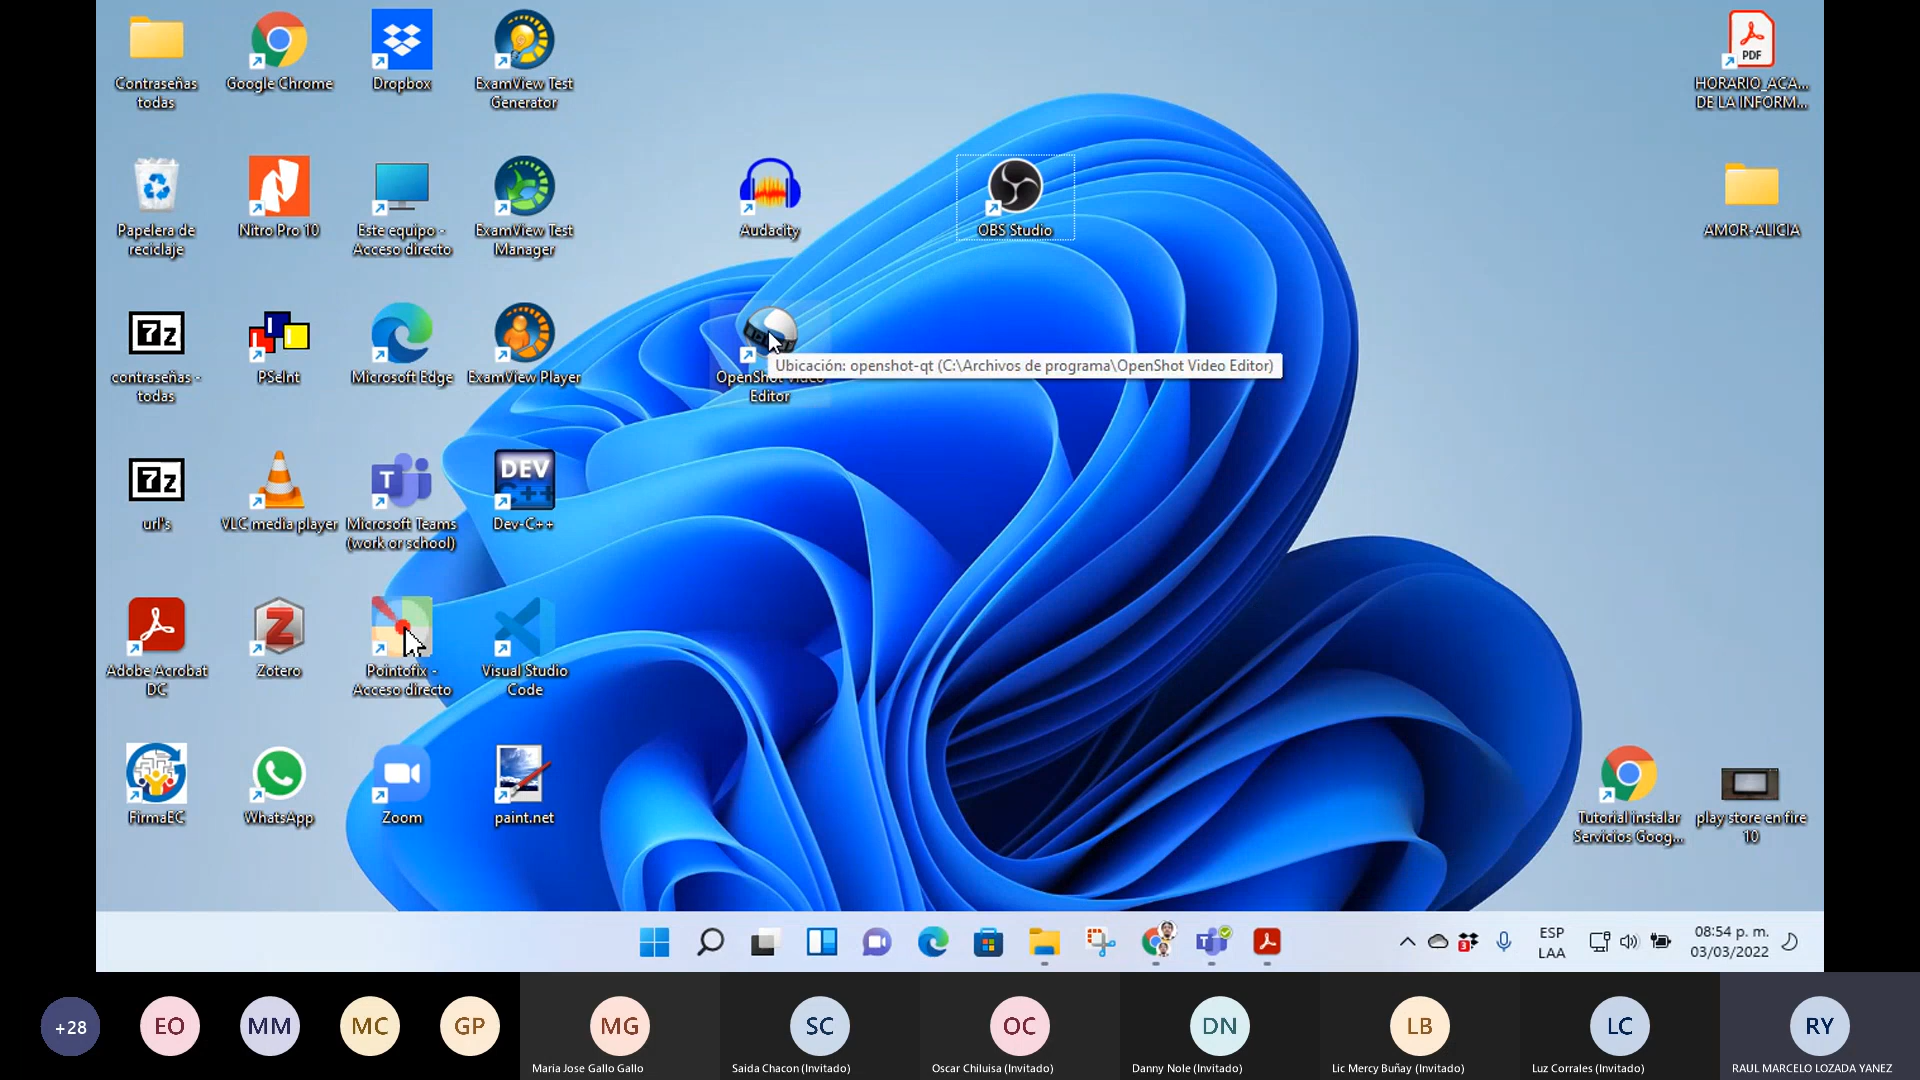 Contraseñas
todas
Google Chrome
Dropbox
ExamView Test
Generator
PDF
HORARIO_ACA...
DE LA INFORM...
Papelera de
reciclaje
Nitro Pro 10
Este equipo -
Acceso directo
ExamView Test
Manager
Audacity
OBS Studio
AMOR-ALICIA
7z
contraseñas -
todas
PSeInt
Microsoft Edge
ExamView Player
OpenShot Video
Editor
Ubicación: openshot-qt (C:\Archivos de programa\OpenShot Video Editor)
7z
url's
VLC media player
T
Microsoft Teams
(work or school)
DEV
C++
Dev-C++
Adobe Acrobat
DC
Z
Zotero
Pointofix -
Acceso directo
Visual Studio
Code
FirmaEC
WhatsApp
Zoom
paint.net
Tutorial instalar
Servicios Goog...
play store en fire
10
ESP
LAA
08:54 p. m.
03/03/2022
+28
EO
MM
MC
GP
MG
Maria Jose Gallo Gallo
SC
Saida Chacon (Invitado)
OC
Oscar Chiluisa (Invitado)
DN
Danny Nole (Invitado)
LB
Lic Mercy Buñay (Invitado)
LC
Luz Corrales (Invitado)
RY
RAUL MARCELO LOZADA YANEZ